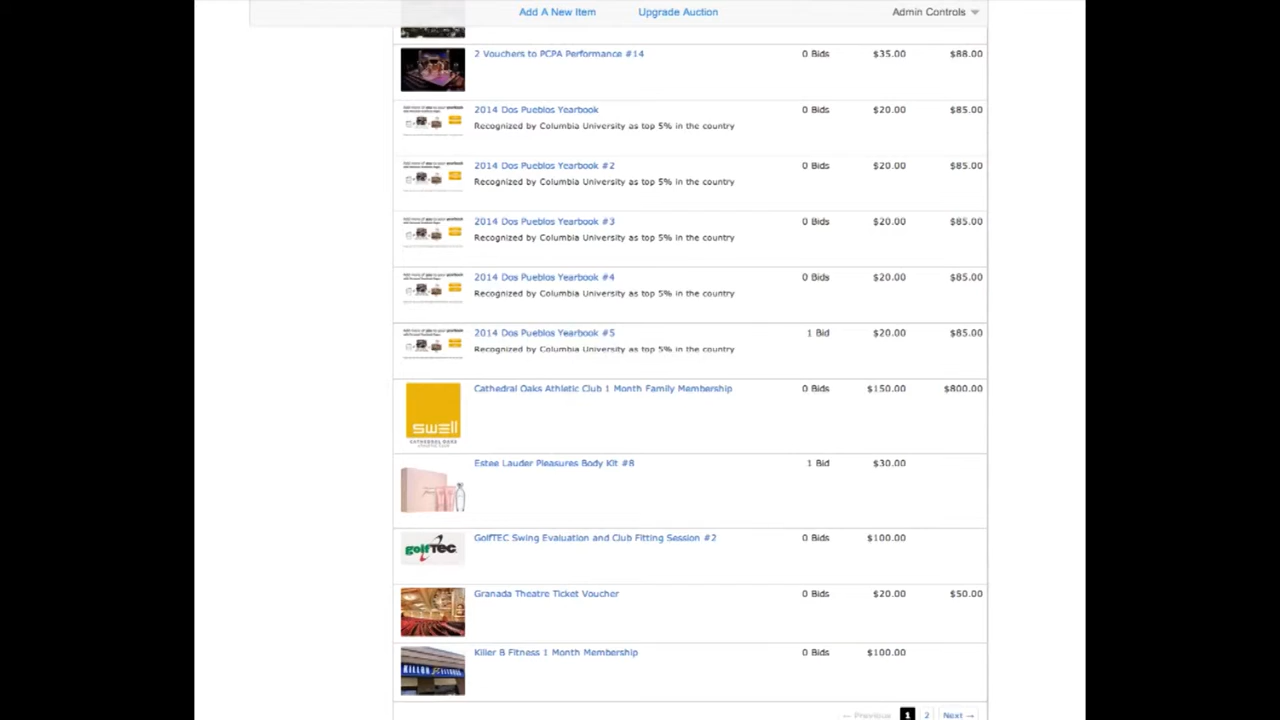 Add A New Item Upgrade Auction Admin Controls
2 Vouchers to PCPA Performance #14 0 Bids $35.00 $88.00
2014 Dos Pueblos Yearbook 0 Bids $20.00 $85.00
Recognized by Columbia University as top 5% in the country
2014 Dos Pueblos Yearbook #2 0 Bids $20.00 $85.00
Recognized by Columbia University as top 5% in the country
2014 Dos Pueblos Yearbook #3 0 Bids $20.00 $85.00
Recognized by Columbia University as top 5% in the country
2014 Dos Pueblos Yearbook #4 0 Bids $20.00 $85.00
Recognized by Columbia University as top 5% in the country
2014 Dos Pueblos Yearbook #5 1 Bid $20.00 $85.00
Recognized by Columbia University as top 5% in the country
Cathedral Oaks Athletic Club 1 Month Family Membership 0 Bids $150.00 $800.00
swell
CATHEDRAL OAKS
ATHLETIC CLUB
Estee Lauder Pleasures Body Kit #8 1 Bid $30.00
GolfTEC Swing Evaluation and Club Fitting Session #2 0 Bids $100.00
golfTEC
Granada Theatre Ticket Voucher 0 Bids $20.00 $50.00
Killer B Fitness 1 Month Membership 0 Bids $100.00
KILLER B FITNESS
← Previous 1 2 Next →